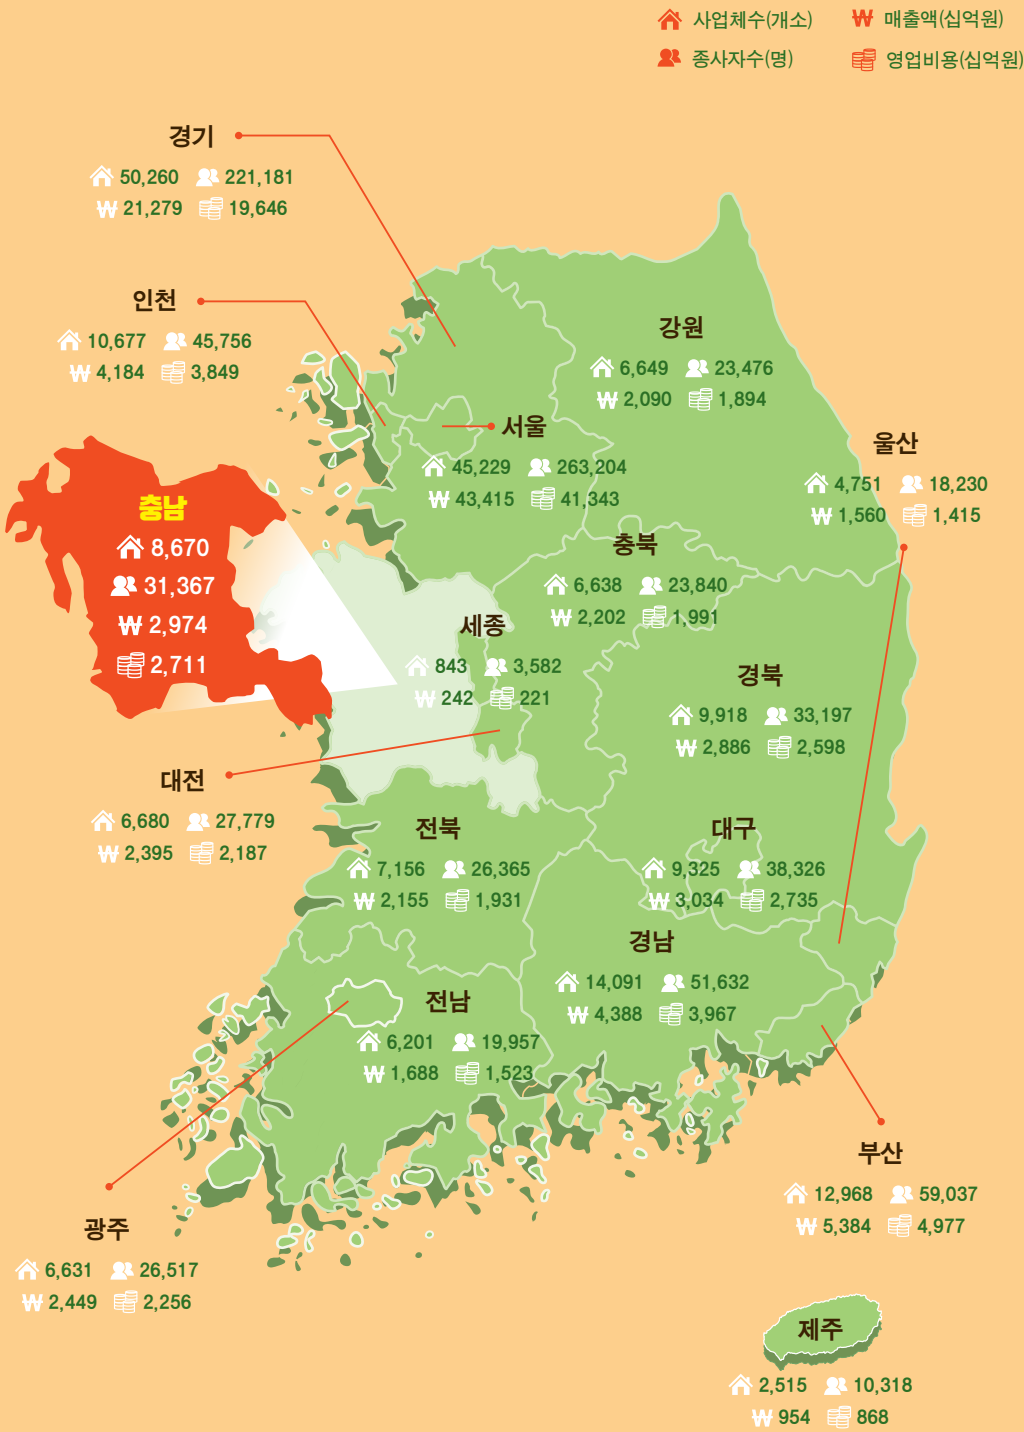 사업체수(개소) 매출액(십억원)
종사자수(명) 영업비용(십억원)
경기
50,260 221,181
21,279 19,646
인천
10,677 45,756
4,184 3,849
강원
6,649 23,476
2,090 1,894
서울
45,229 263,204
43,415 41,343
울산
4,751 18,230
1,560 1,415
충남
8,670
31,367
2,974
2,711
충북
6,638 23,840
2,202 1,991
세종
843 3,582
242 221
경북
9,918 33,197
2,886 2,598
대전
6,680 27,779
2,395 2,187
전북
7,156 26,365
2,155 1,931
대구
9,325 38,326
3,034 2,735
경남
14,091 51,632
4,388 3,967
전남
6,201 19,957
1,688 1,523
부산
12,968 59,037
5,384 4,977
광주
6,631 26,517
2,449 2,256
제주
2,515 10,318
954 868